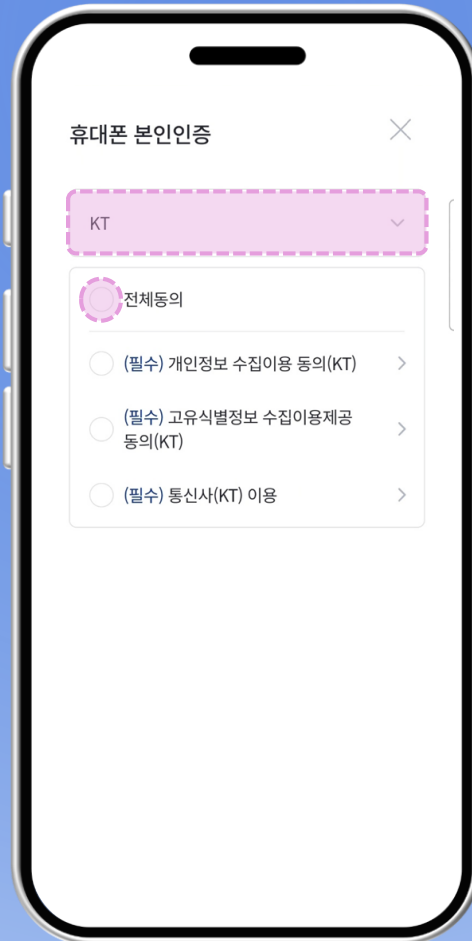 휴대폰 본인인증
KT
전체동의
(필수) 개인정보 수집이용 동의(KT)
(필수) 고유식별정보 수집이용제공
동의(KT)
(필수) 통신사(KT) 이용